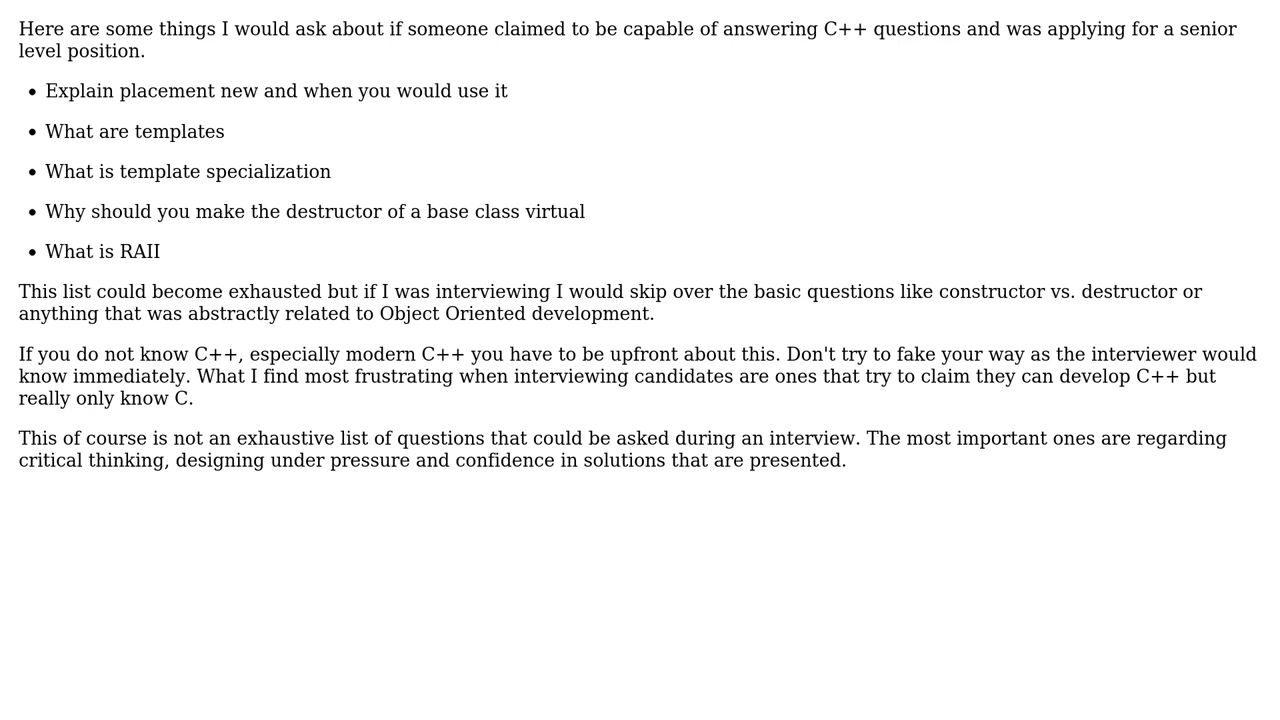 Here are some things I would ask about if someone claimed to be capable of answering C++ questions and was applying for a senior
level position.
• Explain placement new and when you would use it
• What are templates
• What is template specialization
• Why should you make the destructor of a base class virtual
• What is RAII
This list could become exhausted but if I was interviewing I would skip over the basic questions like constructor vs. destructor or
anything that was abstractly related to Object Oriented development.
If you do not know C++, especially modern C++ you have to be upfront about this. Don't try to fake your way as the interviewer would
know immediately. What I find most frustrating when interviewing candidates are ones that try to claim they can develop C++ but
really only know C.
This of course is not an exhaustive list of questions that could be asked during an interview. The most important ones are regarding
critical thinking, designing under pressure and confidence in solutions that are presented.